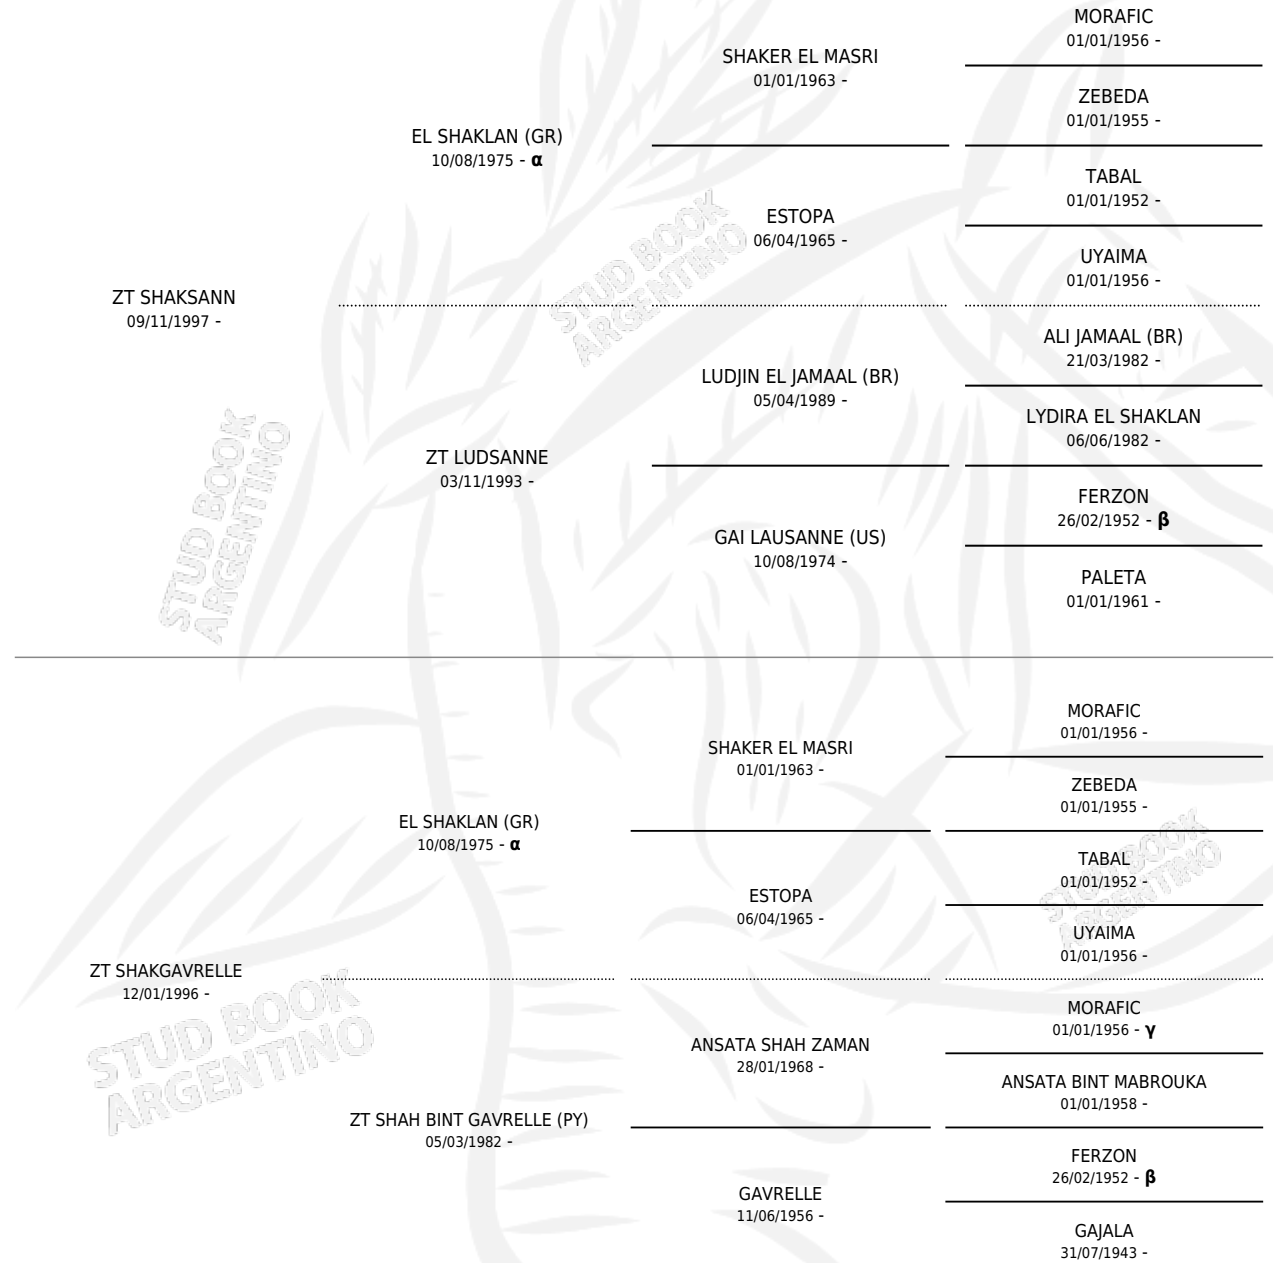 MORAFIC
01/01/1956 -
SHAKER EL MASRI
01/01/1963 -
ZEBEDA
01/01/1955 -
EL SHAKLAN (GR)
10/08/1975 - α
TABAL
01/01/1952 -
ESTOPA
06/04/1965 -
UYAIMA
01/01/1956 -
ZT SHAKSANN
09/11/1997 -
ALI JAMAAL (BR)
21/03/1982 -
LUDJIN EL JAMAAL (BR)
05/04/1989 -
LYDIRA EL SHAKLAN
06/06/1982 -
ZT LUDSANNE
03/11/1993 -
FERZON
26/02/1952 - β
GAI LAUSANNE (US)
10/08/1974 -
PALETA
01/01/1961 -
MORAFIC
01/01/1956 -
SHAKER EL MASRI
01/01/1963 -
ZEBEDA
01/01/1955 -
EL SHAKLAN (GR)
10/08/1975 - α
TABAL
01/01/1952 -
ESTOPA
06/04/1965 -
UYAIMA
01/01/1956 -
ZT SHAKGAVRELLE
12/01/1996 -
MORAFIC
01/01/1956 - γ
ANSATA SHAH ZAMAN
28/01/1968 -
ANSATA BINT MABROUKA
01/01/1958 -
ZT SHAH BINT GAVRELLE (PY)
05/03/1982 -
FERZON
26/02/1952 - β
GAVRELLE
11/06/1956 -
GAJALA
31/07/1943 -
STUD BOOK
ARGENTINO
STUD BOOK
ARGENTINO
STUD BOOK
ARGENTINO
STUD BOOK
ARGENTINO